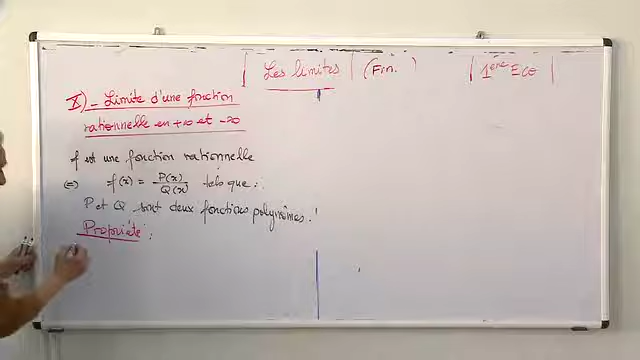 Les limites (Fin.)
1ère ECO
X)- Limite d'une fonction
rationnelle en +∞ et -∞
f est une fonction rationnelle
⇔ f(x) = P(x)/Q(x) tels que :
P et Q sont deux fonctions polynômes.
Propriété :